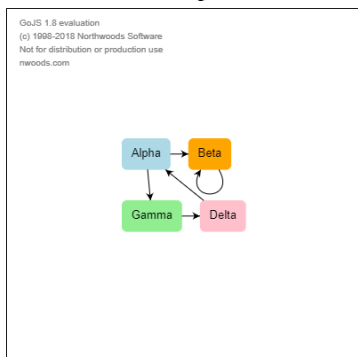 GoJS 1.8 evaluation
(c) 1998-2018 Northwoods Software
Not for distribution or production use
nwoods.com
Alpha
Beta
Gamma
Delta